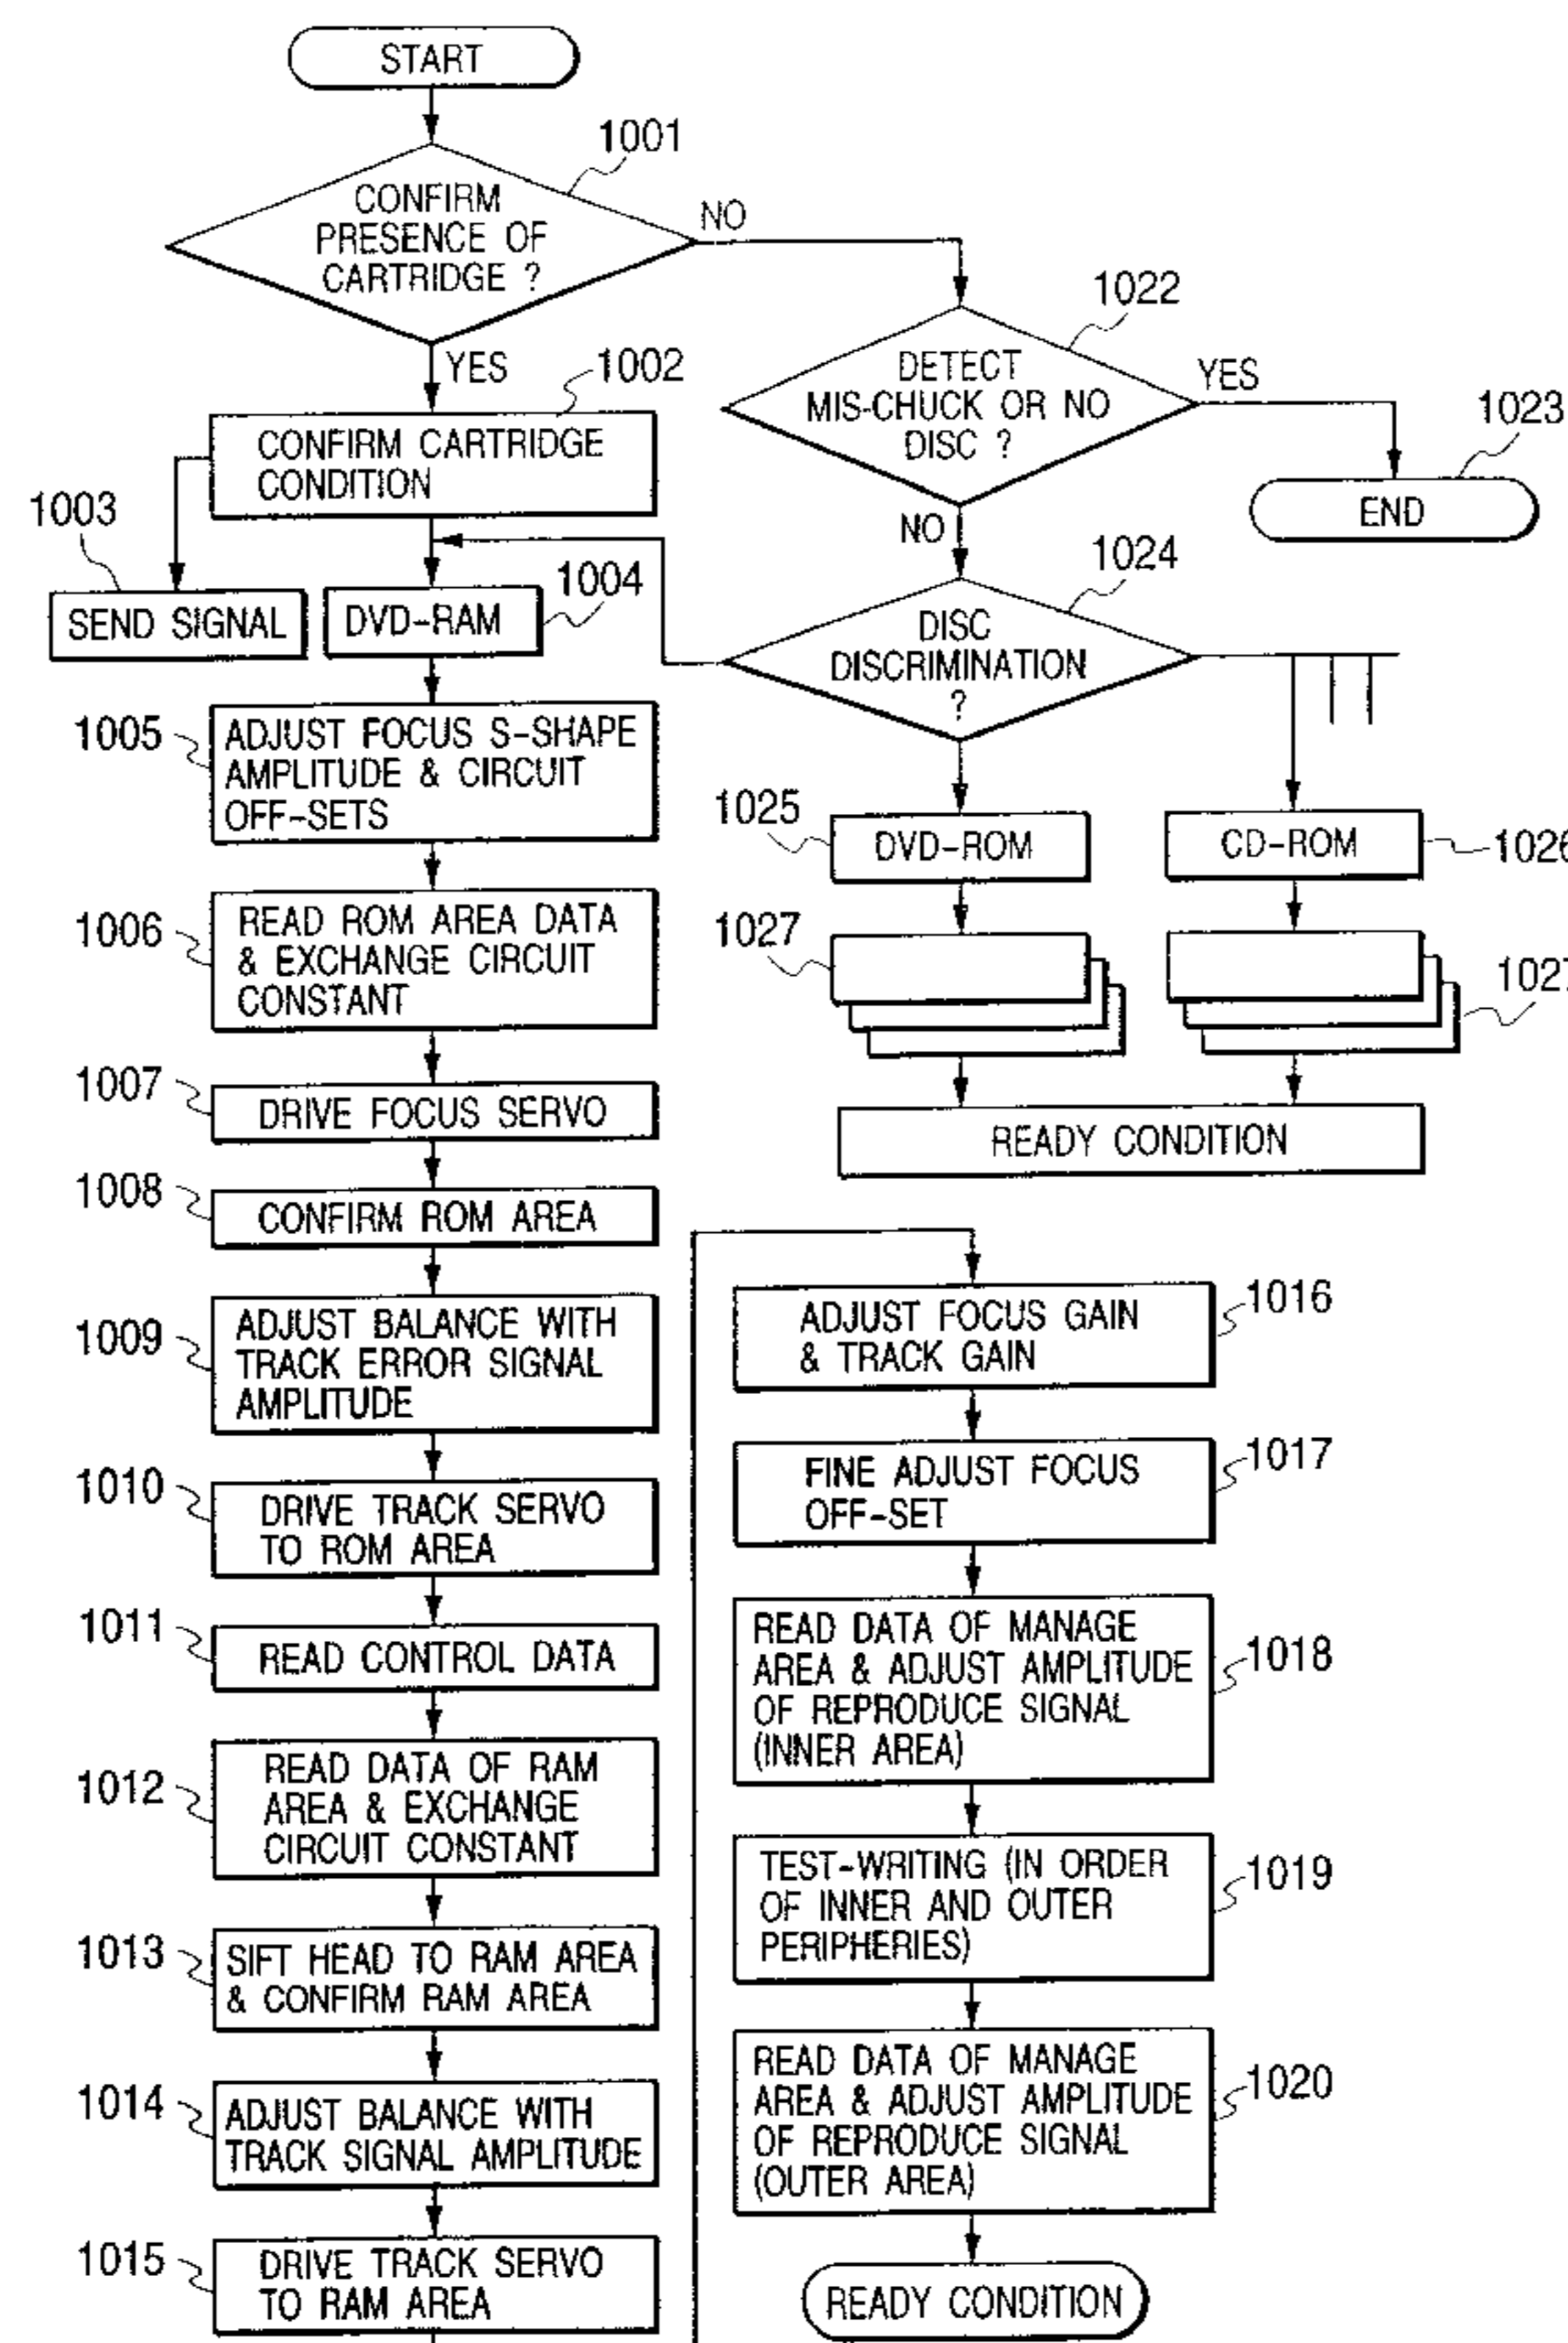 START
1001
CONFIRM
PRESENCE OF
CARTRIDGE ?
NO
YES
1002
CONFIRM CARTRIDGE
CONDITION
1003
SEND SIGNAL
1004
DVD-RAM
1005
ADJUST FOCUS S-SHAPE
AMPLITUDE & CIRCUIT
OFF-SETS
1006
READ ROM AREA DATA
& EXCHANGE CIRCUIT
CONSTANT
1007
DRIVE FOCUS SERVO
1008
CONFIRM ROM AREA
1009
ADJUST BALANCE WITH
TRACK ERROR SIGNAL
AMPLITUDE
1010
DRIVE TRACK SERVO
TO ROM AREA
1011
READ CONTROL DATA
1012
READ DATA OF RAM
AREA & EXCHANGE
CIRCUIT CONSTANT
1013
SIFT HEAD TO RAM AREA
& CONFIRM RAM AREA
1014
ADJUST BALANCE WITH
TRACK SIGNAL AMPLITUDE
1015
DRIVE TRACK SERVO
TO RAM AREA
1022
DETECT
MIS-CHUCK OR NO
DISC ?
YES
1023
END
NO
1024
DISC
DISCRIMINATION
?
1025
DVD-ROM
CD-ROM
1026
1027
1027
READY CONDITION
1016
ADJUST FOCUS GAIN
& TRACK GAIN
1017
FINE ADJUST FOCUS
OFF-SET
1018
READ DATA OF MANAGE
AREA & ADJUST AMPLITUDE
OF REPRODUCE SIGNAL
(INNER AREA)
1019
TEST-WRITING (IN ORDER
OF INNER AND OUTER
PERIPHERIES)
1020
READ DATA OF MANAGE
AREA & ADJUST AMPLITUDE
OF REPRODUCE SIGNAL
(OUTER AREA)
READY CONDITION